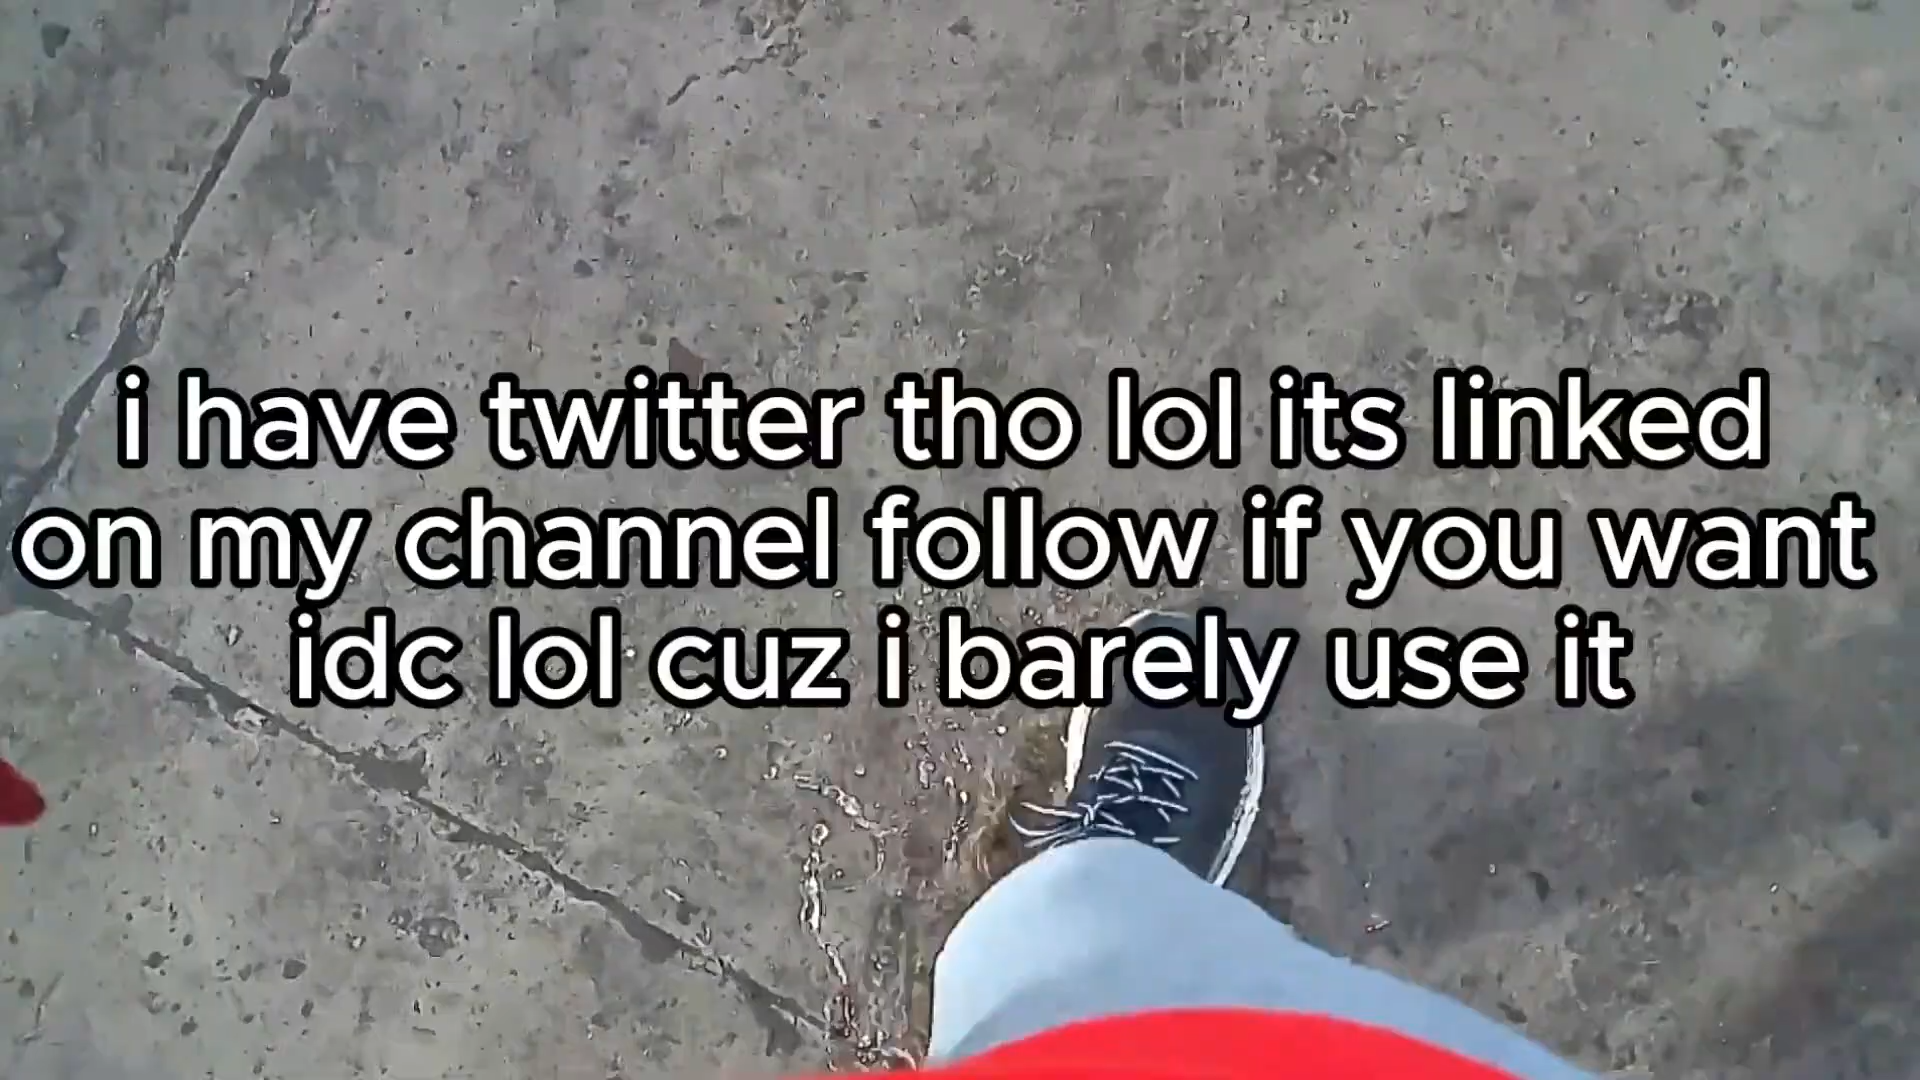 i have twitter tho lol its linked
on my channel follow if you want
idc lol cuz i barely use it